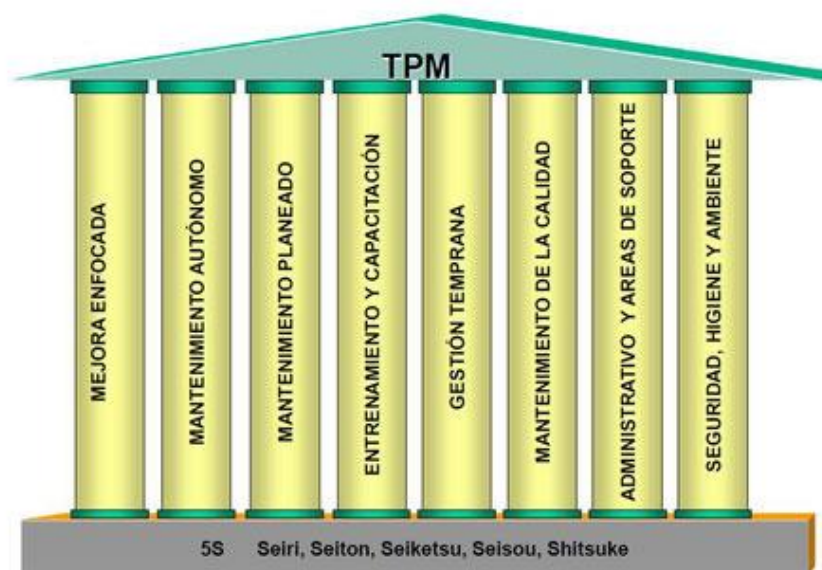 TPM
MEJORA ENFOCADA
MANTENIMIENTO AUTÓNOMO
MANTENIMIENTO PLANEADO
ENTRENAMIENTO Y CAPACITACIÓN
GESTIÓN TEMPRANA
MANTENIMIENTO DE LA CALIDAD
ADMINISTRATIVO Y AREAS DE SOPORTE
SEGURIDAD, HIGIENE Y AMBIENTE
5S Seiri, Seiton, Seiketsu, Seisou, Shitsuke